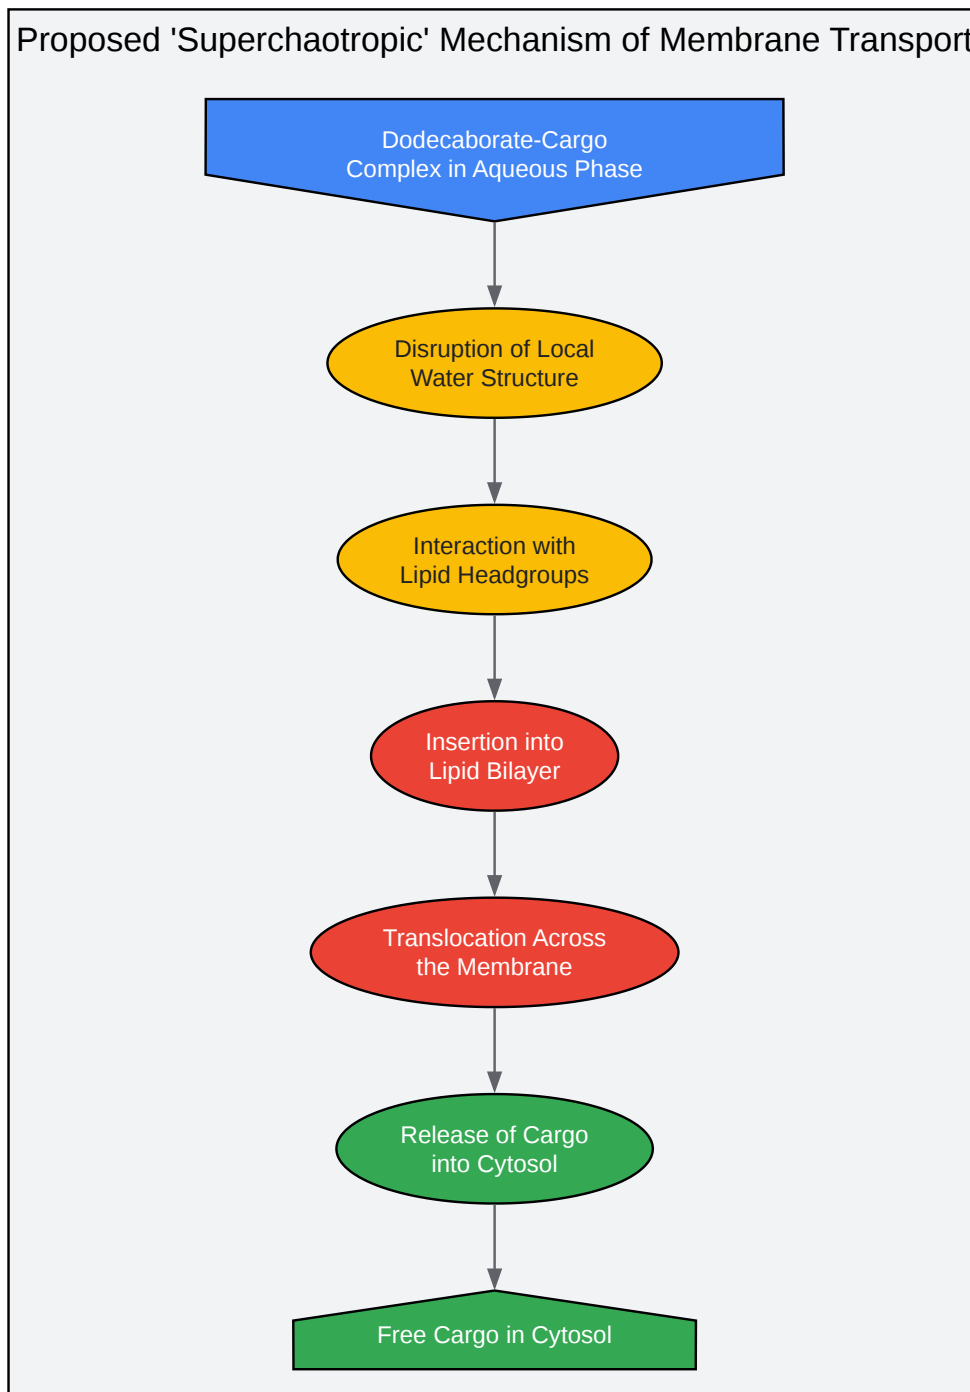 Proposed 'Superchaotropic' Mechanism of Membrane Transport
Dodecaborate-Cargo
Complex in Aqueous Phase
Disruption of Local
Water Structure
Interaction with
Lipid Headgroups
Insertion into
Lipid Bilayer
Translocation Across
the Membrane
Release of Cargo
into Cytosol
Free Cargo in Cytosol